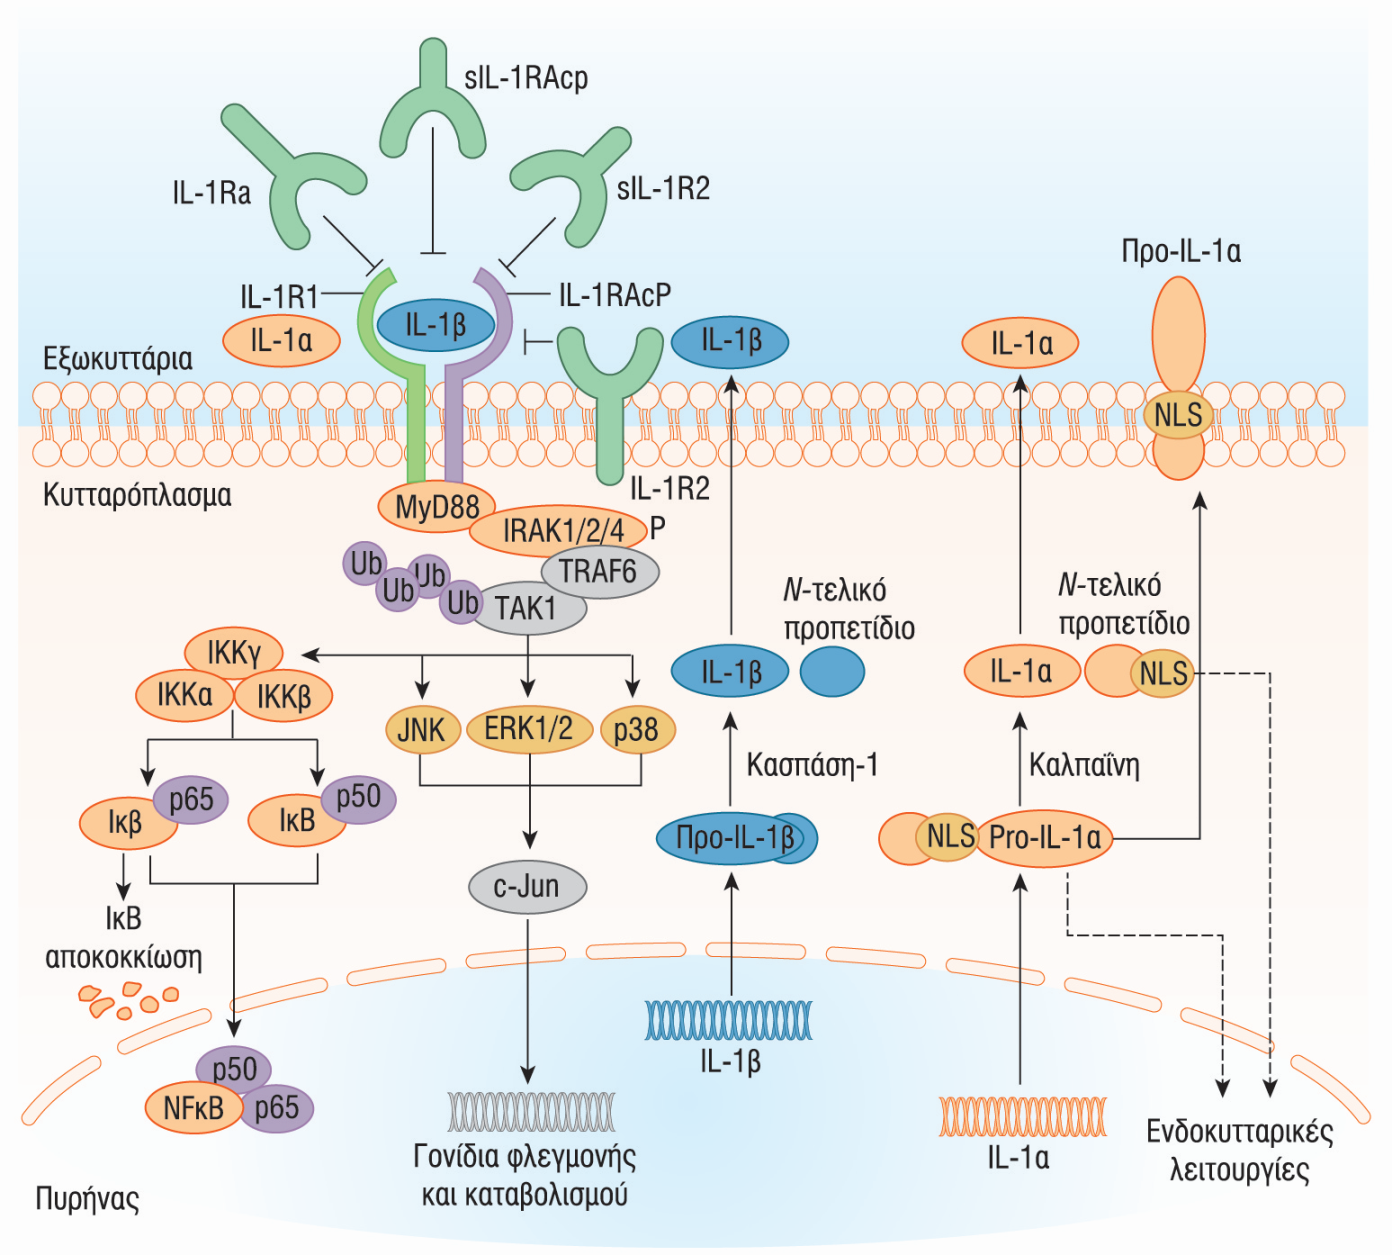 sIL-1RAcp
IL-1Ra
sIL-1R2
Προ-IL-1α
IL-1R1
IL-1RAcP
IL-1α
IL-1β
IL-1β
IL-1α
Εξωκυττάρια
NLS
Κυτταρόπλασμα
IL-1R2
MyD88
IRAK1/2/4
P
TRAF6
Ub
Ub
Ub
Ub
TAK1
N-τελικό
προπετίδιο
N-τελικό
προπετίδιο
IKKγ
IKKα
IKKβ
IL-1β
IL-1α
NLS
JNK
ERK1/2
p38
Κασπάση-1
Καλπαΐνη
p65
p50
Ικβ
ΙκΒ
Προ-IL-1β
NLS
Pro-IL-1α
c-Jun
ΙκΒ
αποκοκκίωση
p50
NFκB
p65
IL-1β
IL-1α
Γονίδια φλεγμονής
και καταβολισμού
Ενδοκυτταρικές
λειτουργίες
Πυρήνας